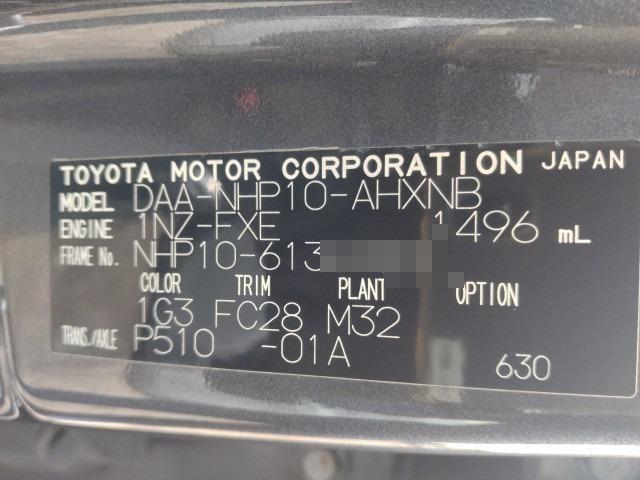 TOYOTA MOTOR CORPORATION JAPAN
MODEL DAA-NHP10-AHXNB
ENGINE 1NZ-FXE 1496 mL
FRAME No. NHP10-613
COLOR TRIM PLANT OPTION
1G3 FC28 M32
TRANS./AXLE P510 -01A
630